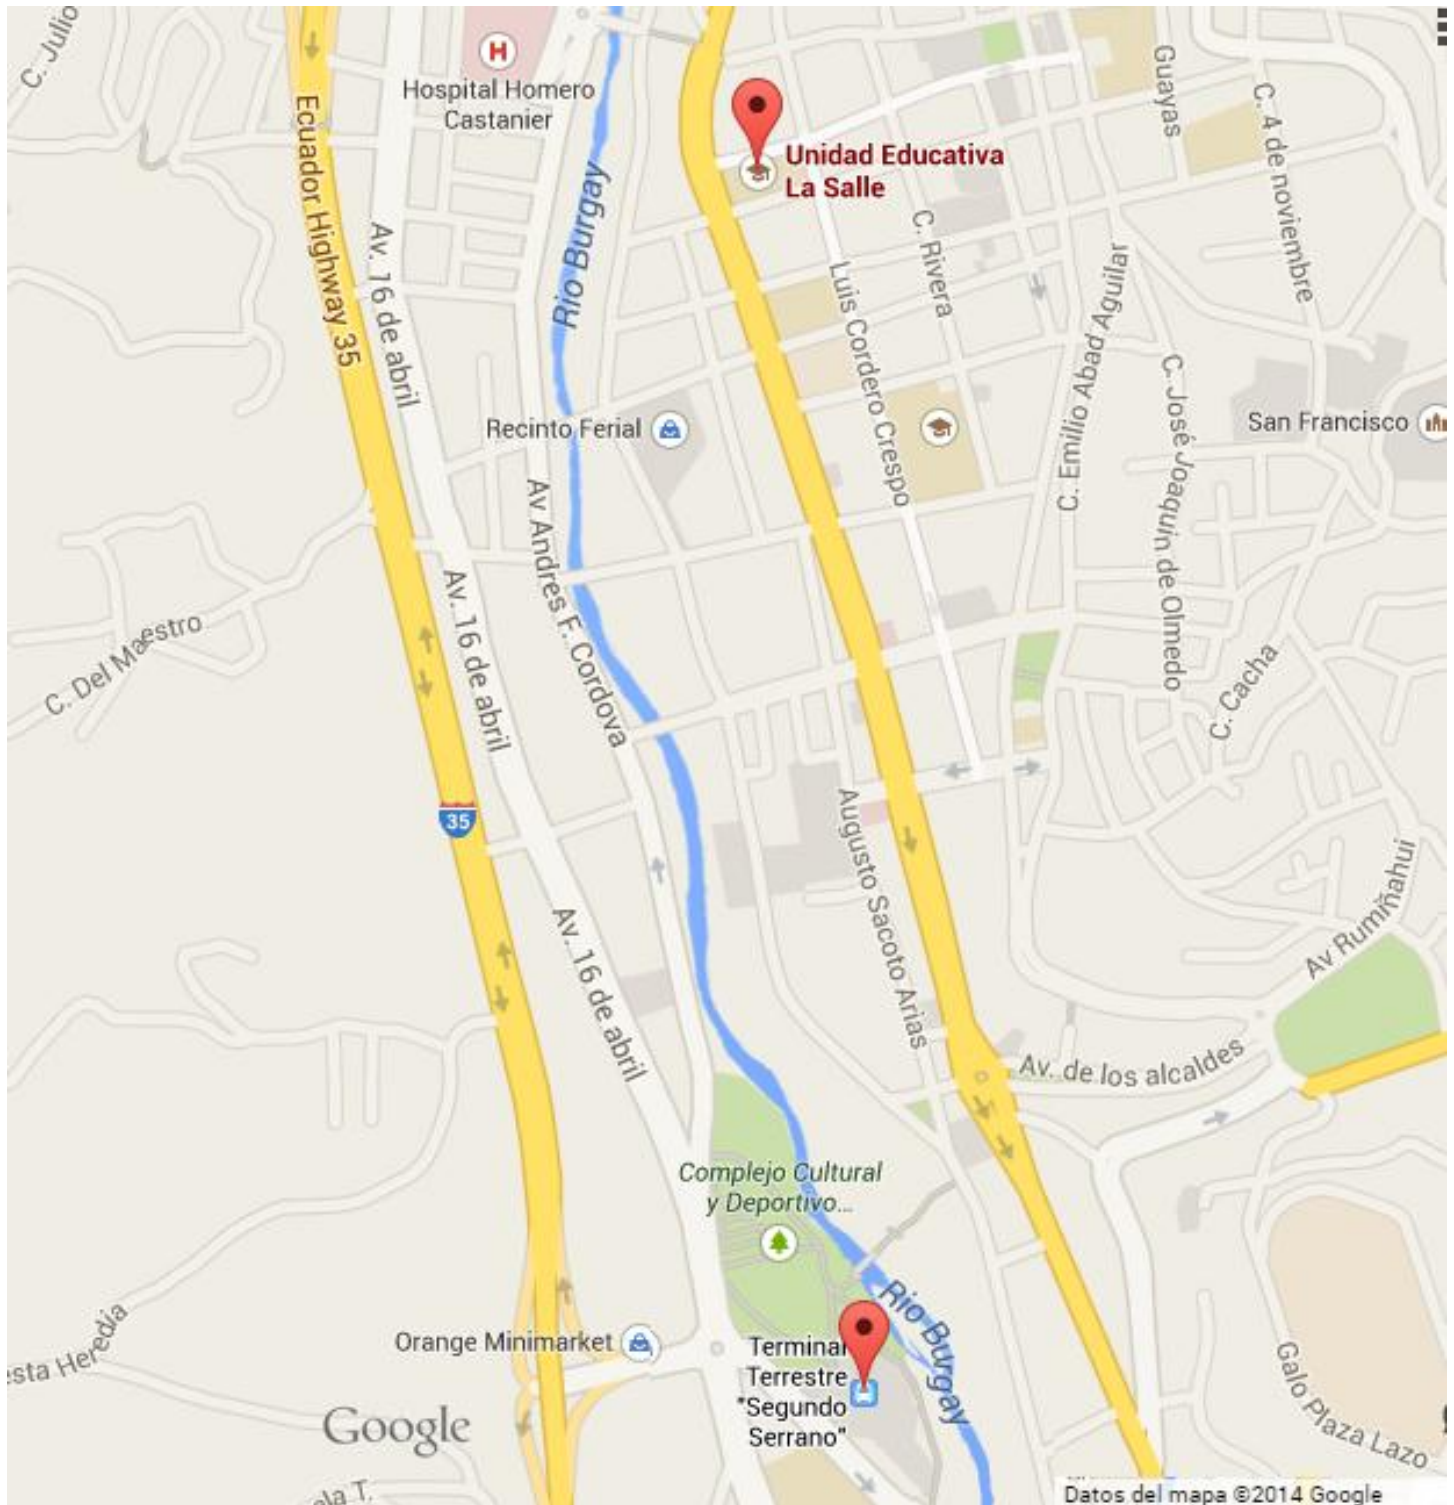 C. Julio
Hospital Homero
Castanier
H
Ecuador Highway 35
Av. 16 de abril
Rio Burgay
Unidad Educativa
La Salle
Guayas
C. 4 de noviembre
C. Rivera
Luis Cordero Crespo
C. Emilio Abad Aguilar
C. José Joaquin de Olmedo
San Francisco
Recinto Ferial
Av Andres F. Cordova
C. Del Maestro
Av. 16 de abril
C. Cacha
35
Augusto Sacoto Arias
Av Rumiñahui
Av. 16 de abril
Av. de los alcaldes
Complejo Cultural
y Deportivo...
Rio Burgay
Orange Minimarket
Terminal
Terrestre
"Segundo
Serrano"
esta Heredia
Galo Plaza Lazo
Google
ela T.
Datos del mapa ©2014 Google